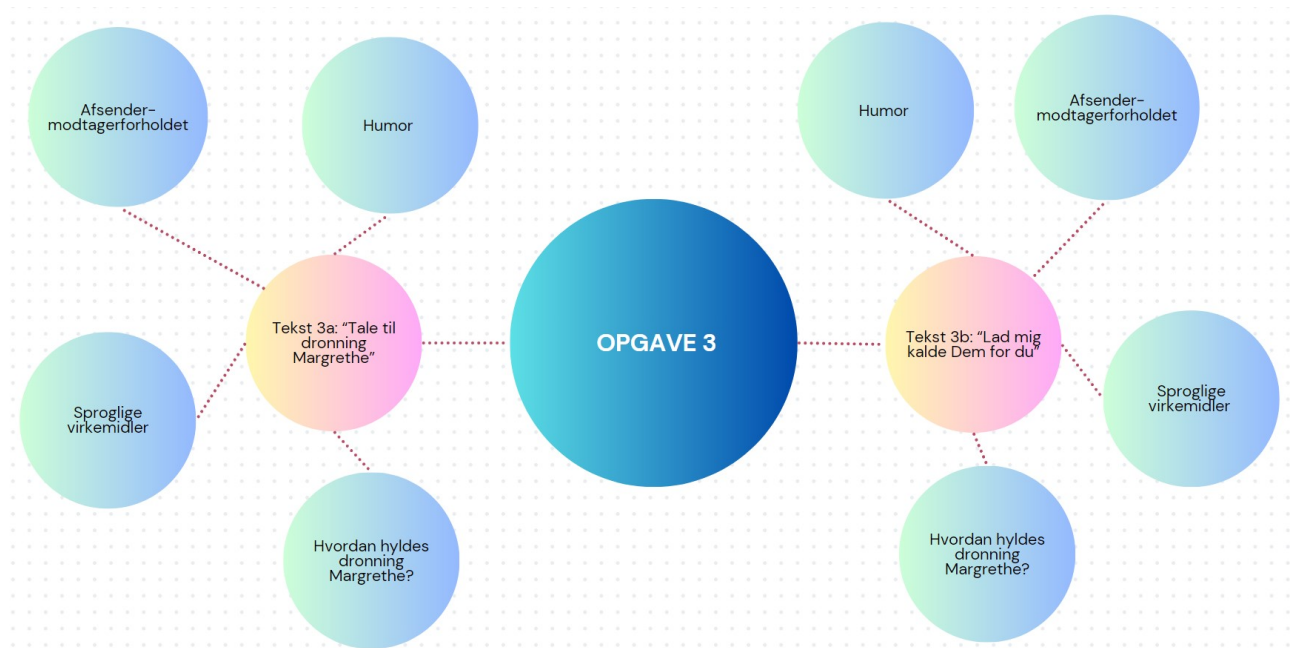 Afsender-
modtagerforholdet
Humor
Tekst 3a: “Tale til
dronning
Margrethe”
Sproglige
virkemidler
Hvordan hyldes
dronning
Margrethe?
OPGAVE 3
Humor
Afsender-
modtagerforholdet
Tekst 3b: “Lad mig
kalde Dem for du”
Sproglige
virkemidler
Hvordan hyldes
dronning
Margrethe?